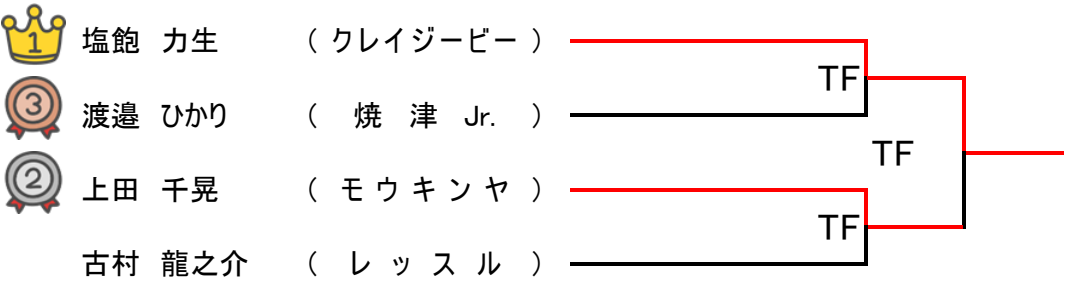 1 塩飽 力生 ( クレイジービー ) TF
3 渡邉 ひかり ( 焼津 Jr. )
TF
2 上田 千晃 ( モウキンヤ ) TF
古村 龍之介 ( レッスル )